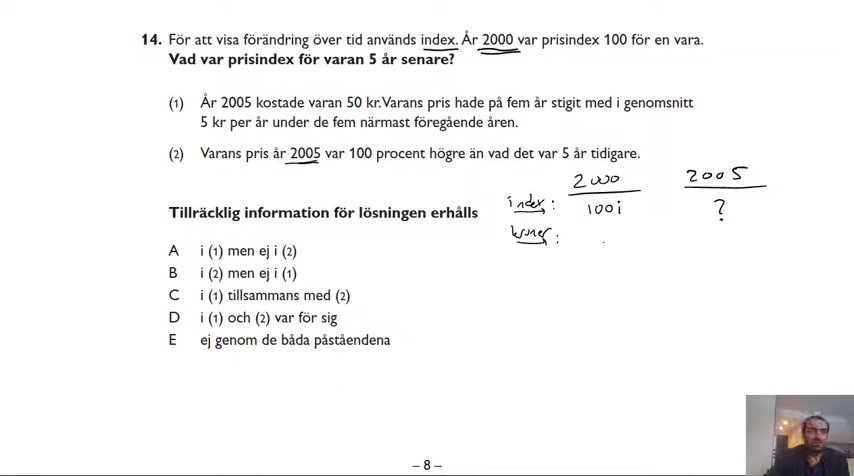 14. För att visa förändring över tid används index. År 2000 var prisindex 100 för en vara.
Vad var prisindex för varan 5 år senare?
(1) År 2005 kostade varan 50 kr. Varans pris hade på fem år stigit med i genomsnitt
5 kr per år under de fem närmast föregående åren.
(2) Varans pris år 2005 var 100 procent högre än vad det var 5 år tidigare.
2000 2005
index: 100i ?
kronor:
Tillräcklig information för lösningen erhålls
A i (1) men ej i (2)
B i (2) men ej i (1)
C i (1) tillsammans med (2)
D i (1) och (2) var för sig
E ej genom de båda påståendena
– 8 –